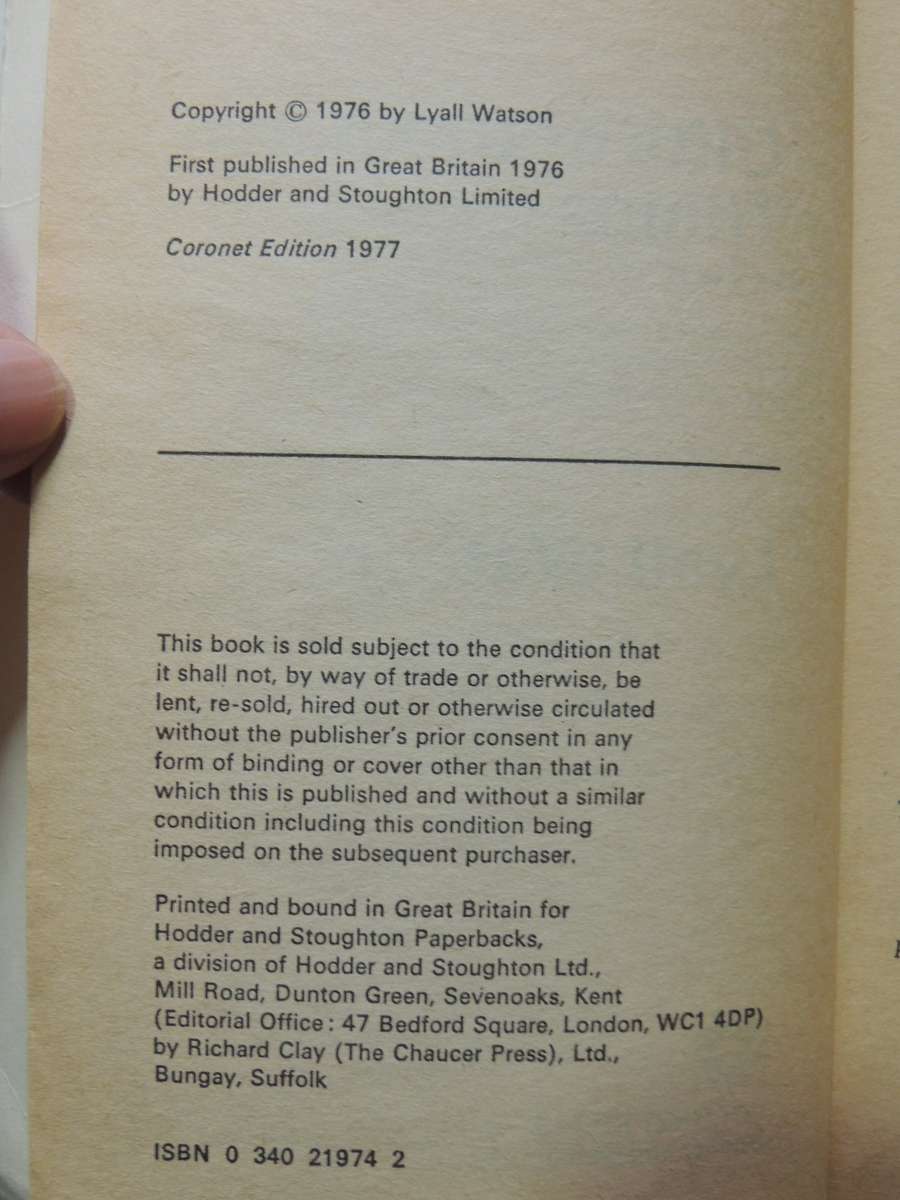 Copyright © 1976 by Lyall Watson
First published in Great Britain 1976
by Hodder and Stoughton Limited
Coronet Edition 1977
This book is sold subject to the condition that
it shall not, by way of trade or otherwise, be
lent, re-sold, hired out or otherwise circulated
without the publisher's prior consent in any
form of binding or cover other than that in
which this is published and without a similar
condition including this condition being
imposed on the subsequent purchaser.
Printed and bound in Great Britain for
Hodder and Stoughton Paperbacks,
a division of Hodder and Stoughton Ltd.,
Mill Road, Dunton Green, Sevenoaks, Kent
(Editorial Office: 47 Bedford Square, London, WC1 4DP)
by Richard Clay (The Chaucer Press), Ltd.,
Bungay, Suffolk
ISBN 0 340 21974 2